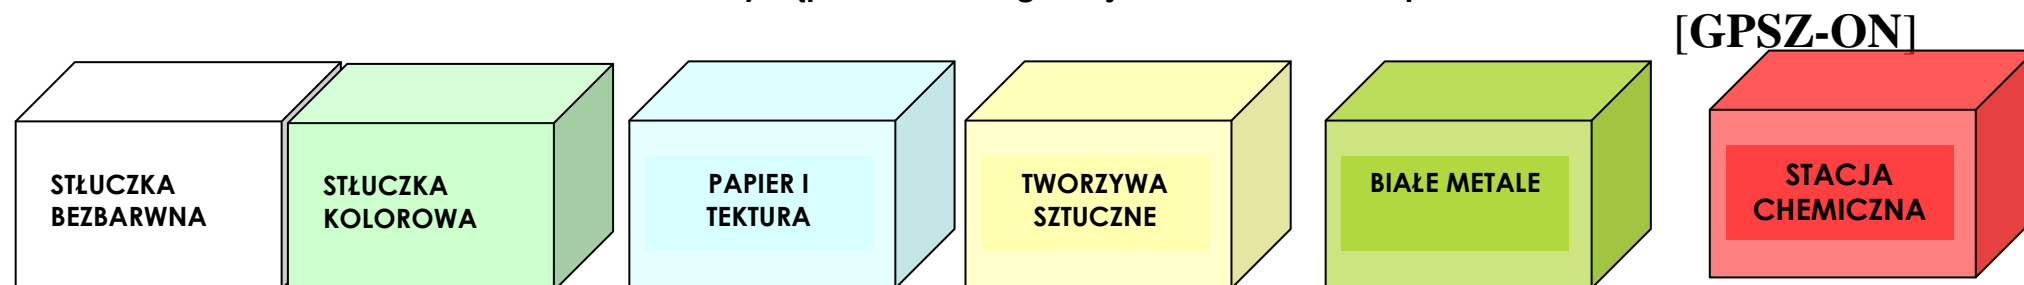 [GPSZ-ON]
STŁUCZKA
BEZBARWNA
STŁUCZKA
KOLOROWA
PAPIER I
TEKTURA
TWORZYWA
SZTUCZNE
BIAŁE METALE
STACJA
CHEMICZNA